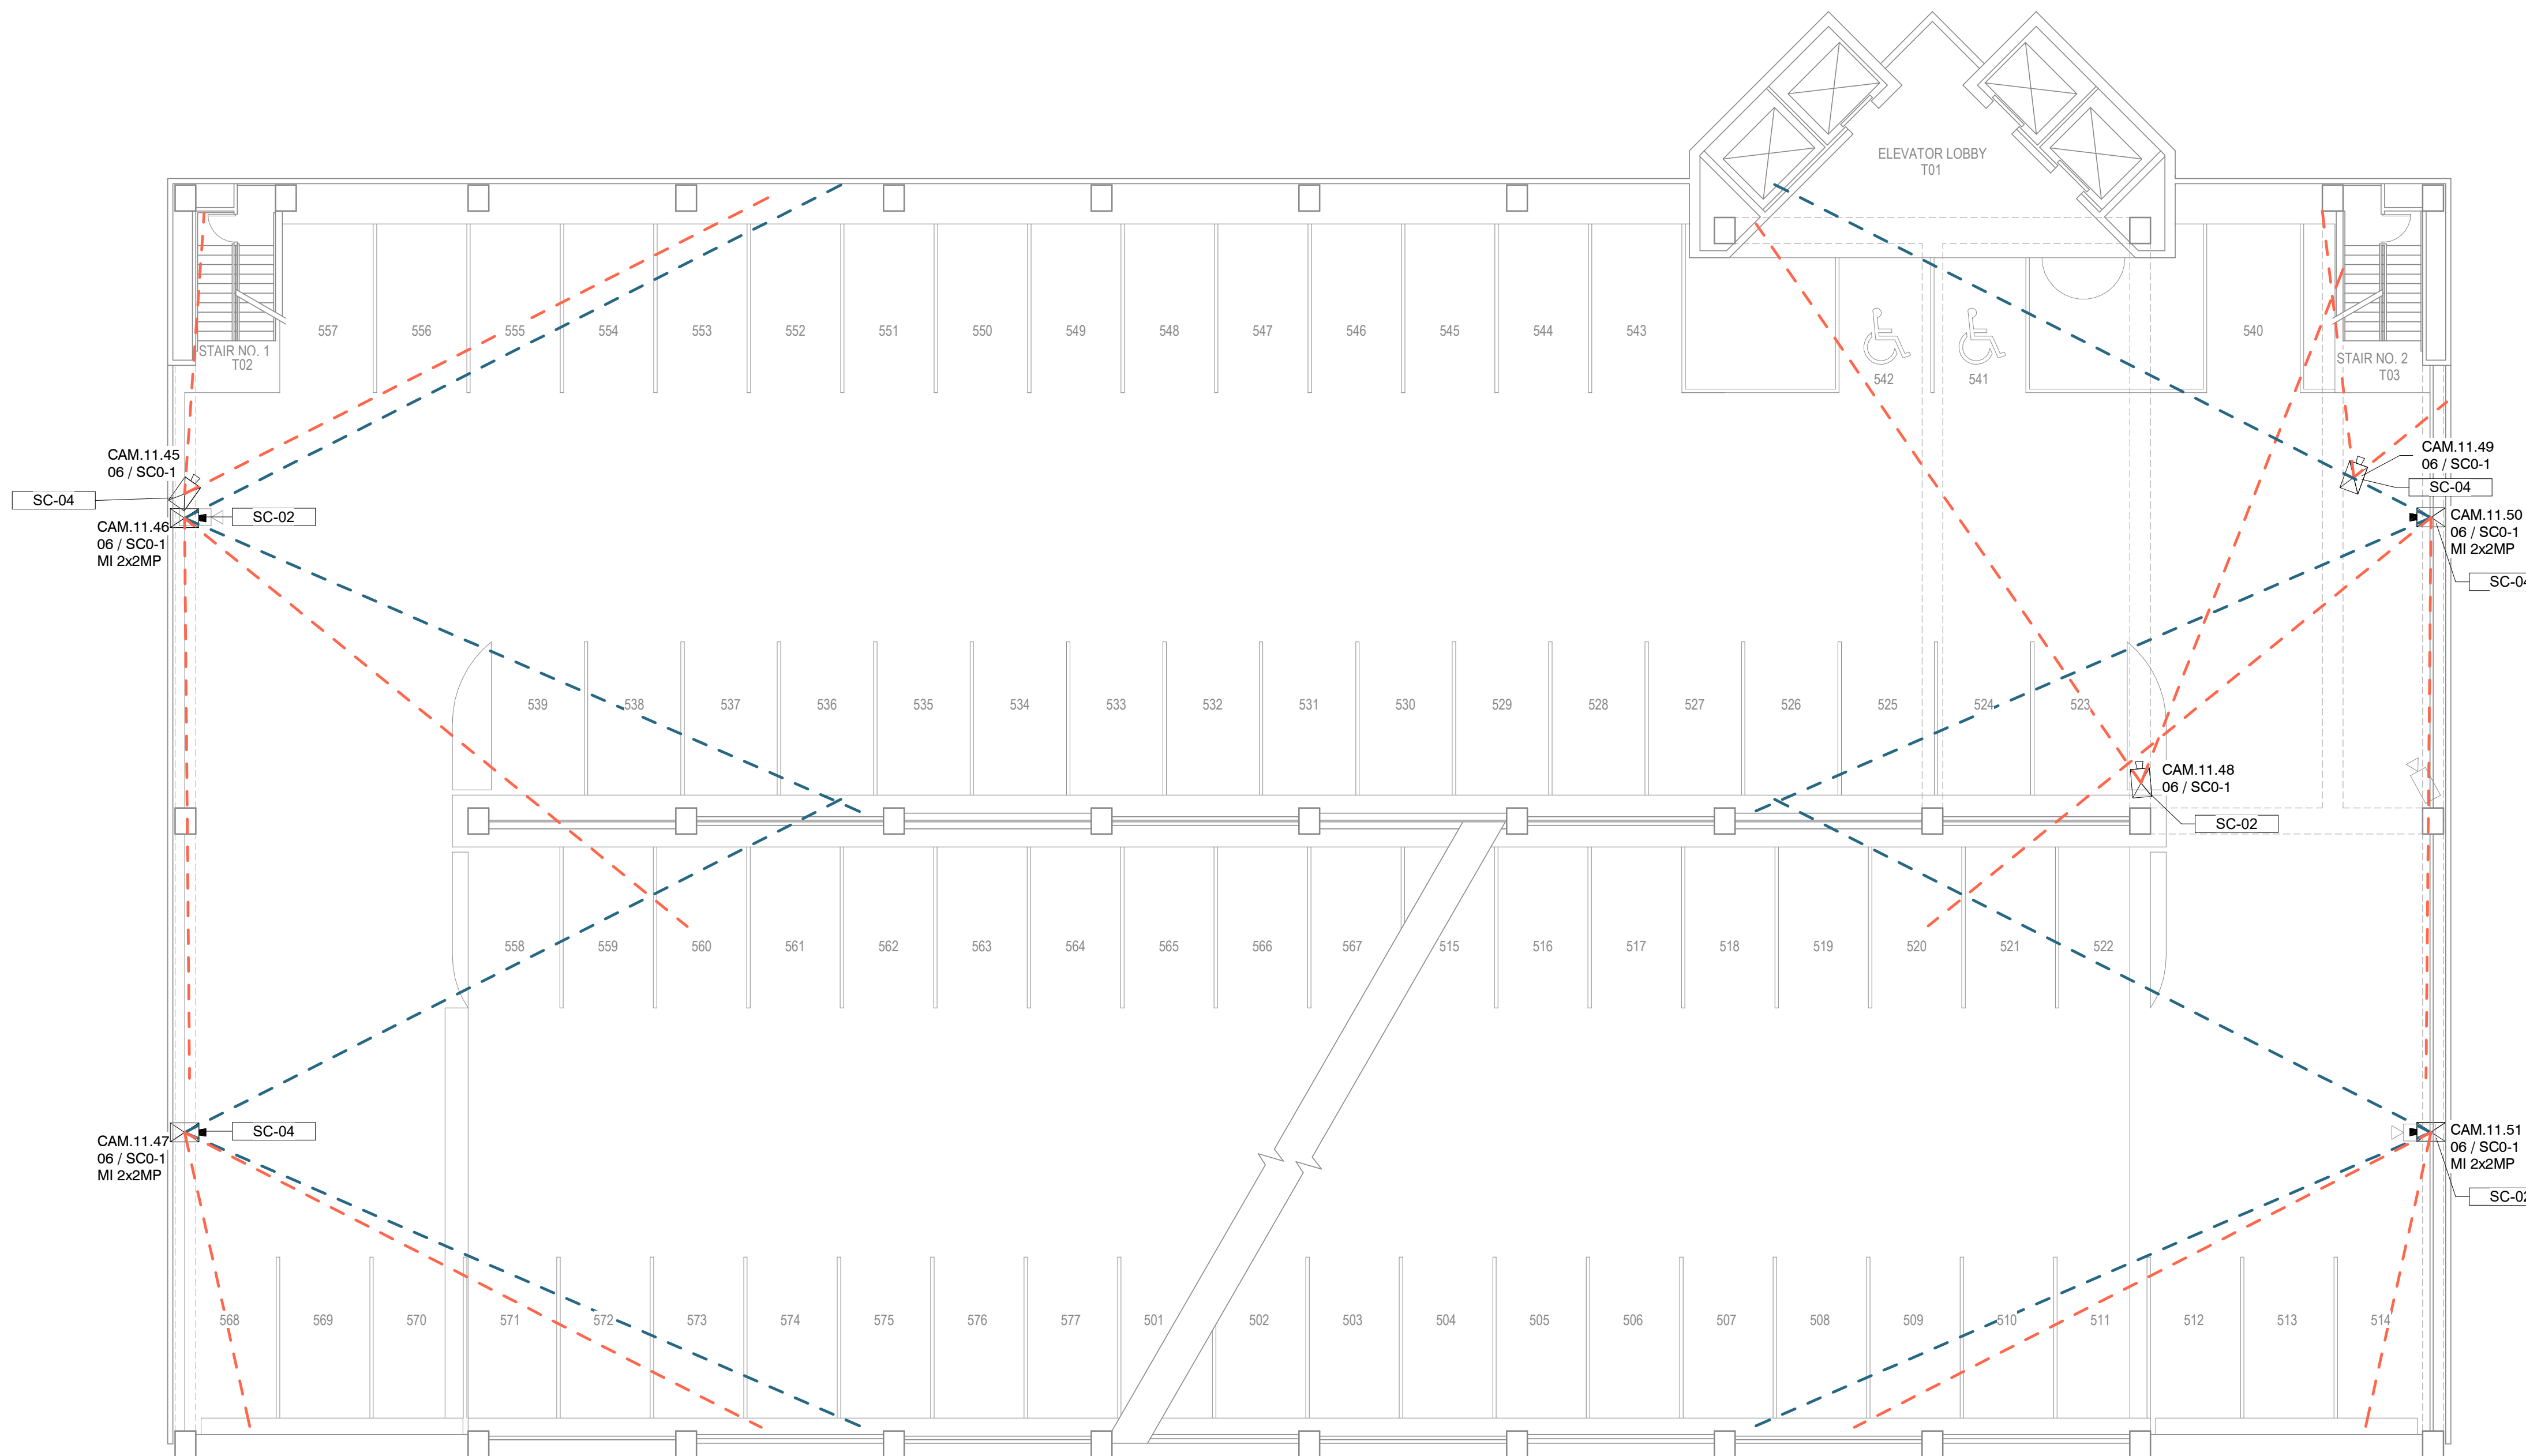 ELEVATOR LOBBY
T01
557 556 555 554 553 552 551 550 549 548 547 546 545 544 543 540
STAIR NO. 1
T02
STAIR NO. 2
T03
542 541
CAM.11.45
06 / SC0-1
SC-04
CAM.11.46
06 / SC0-1
MI 2x2MP
SC-02
CAM.11.49
06 / SC0-1
SC-04
CAM.11.50
06 / SC0-1
MI 2x2MP
SC-04
539 538 537 536 535 534 533 532 531 530 529 528 527 526 525 524 523
CAM.11.48
06 / SC0-1
SC-02
558 559 560 561 562 563 564 565 566 567 515 516 517 518 519 520 521 522
CAM.11.47
06 / SC0-1
MI 2x2MP
SC-04
CAM.11.51
06 / SC0-1
MI 2x2MP
SC-02
568 569 570 571 572 573 574 575 576 577 501 502 503 504 505 506 507 508 509 510 511 512 513 514